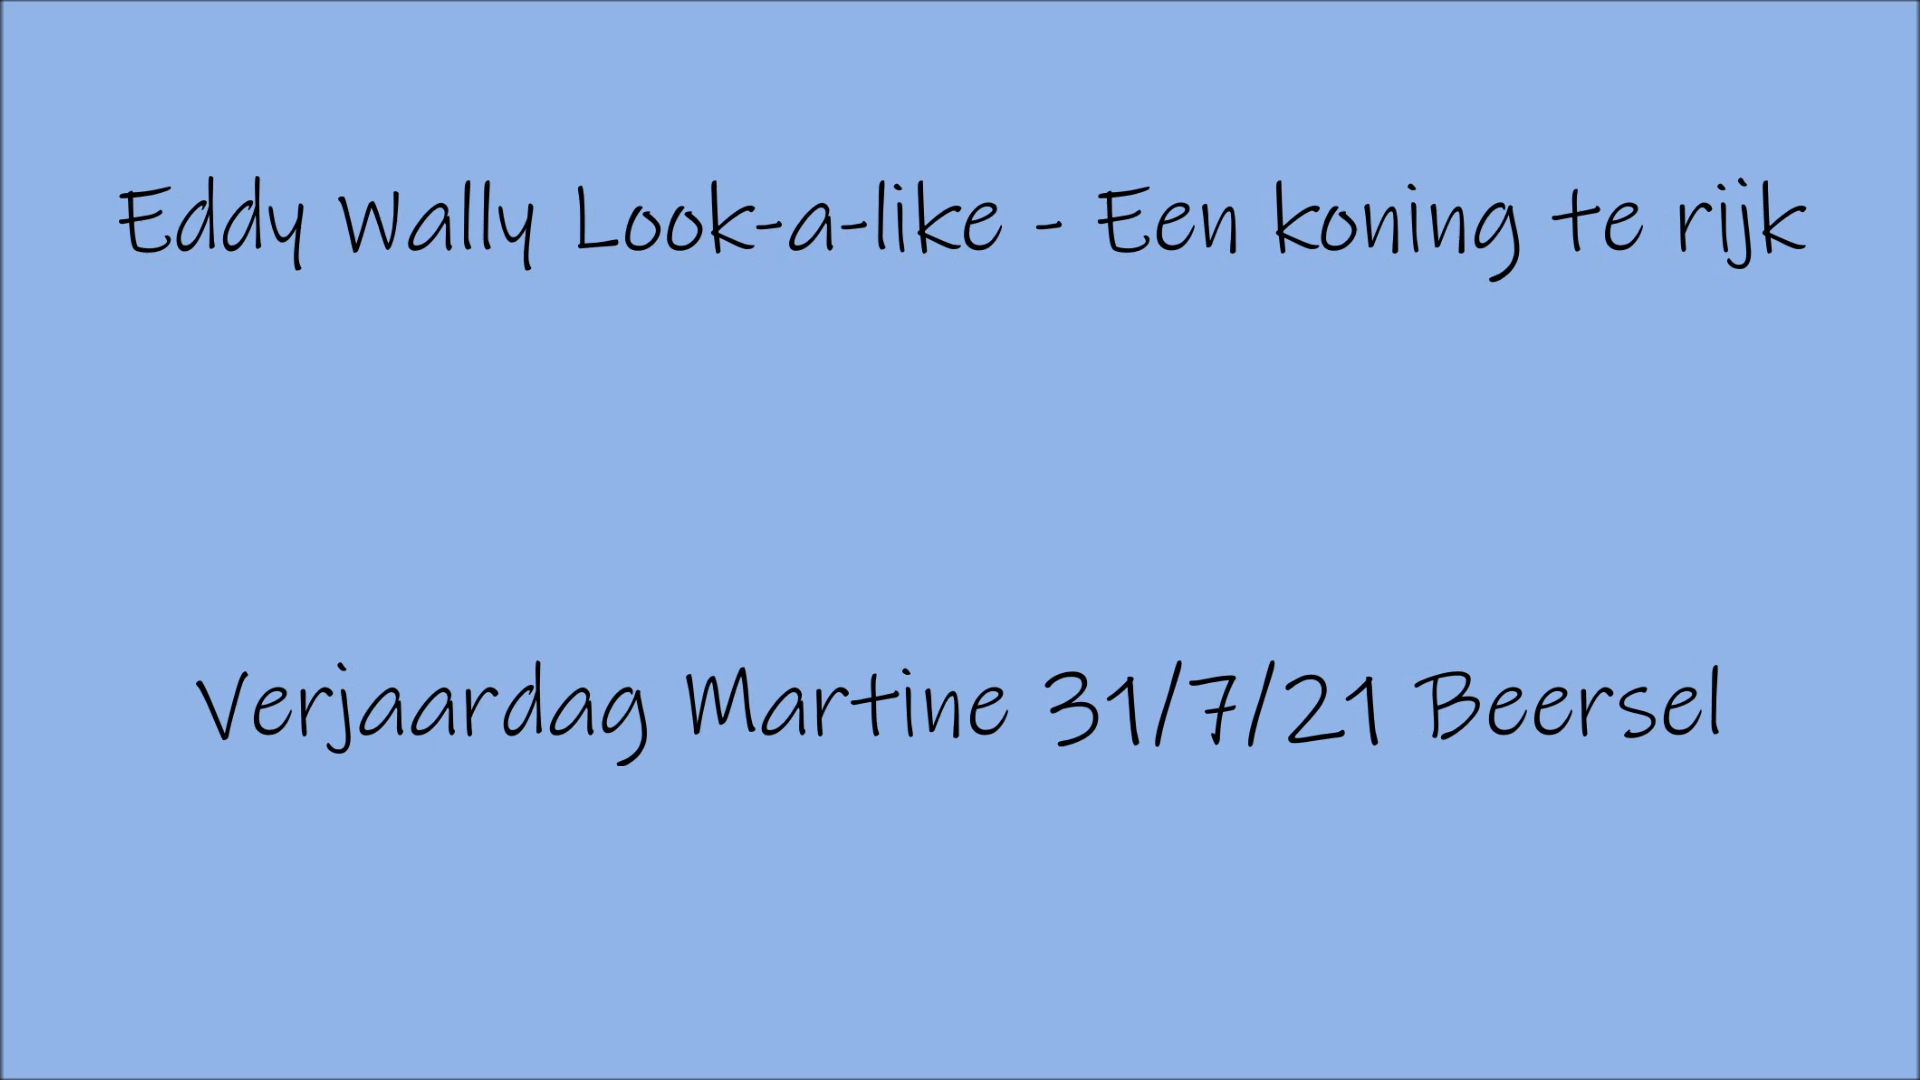 Eddy Wally Look-a-like - Een koning te rijk
Verjaardag Martine 31/7/21 Beersel